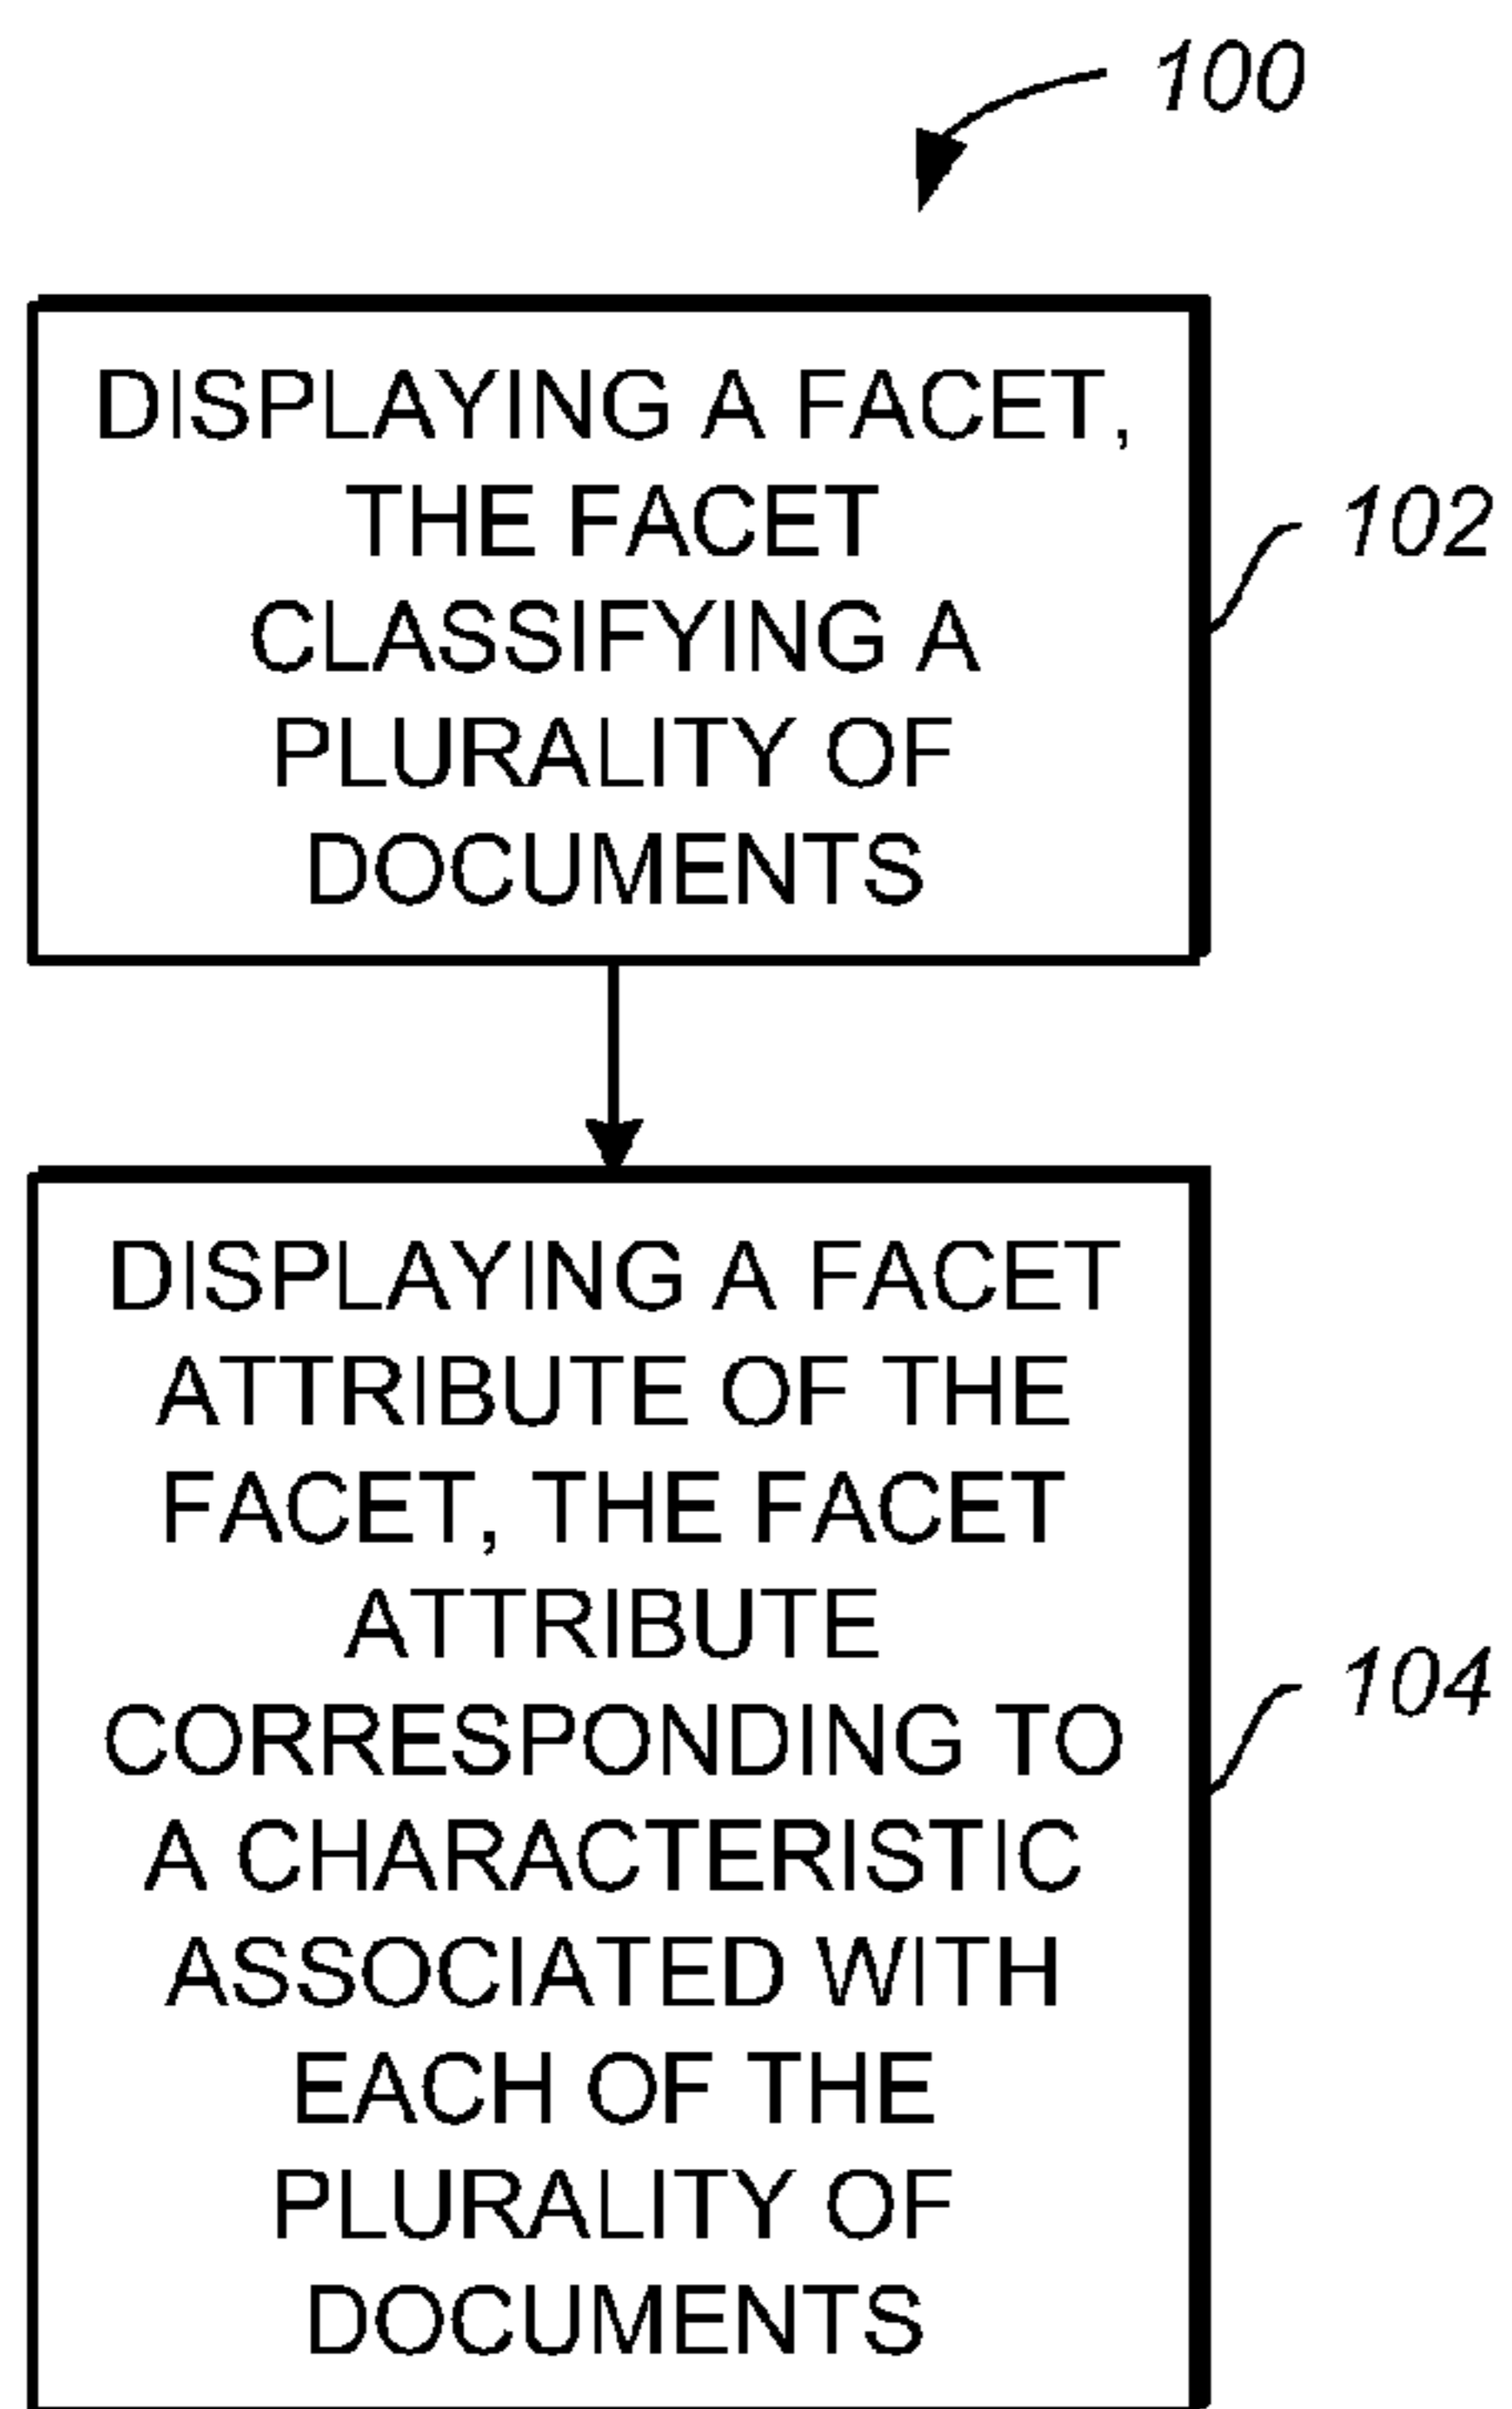 100
DISPLAYING A FACET,
THE FACET
CLASSIFYING A
PLURALITY OF
DOCUMENTS
102
DISPLAYING A FACET
ATTRIBUTE OF THE
FACET, THE FACET
ATTRIBUTE
CORRESPONDING TO
A CHARACTERISTIC
ASSOCIATED WITH
EACH OF THE
PLURALITY OF
DOCUMENTS
104